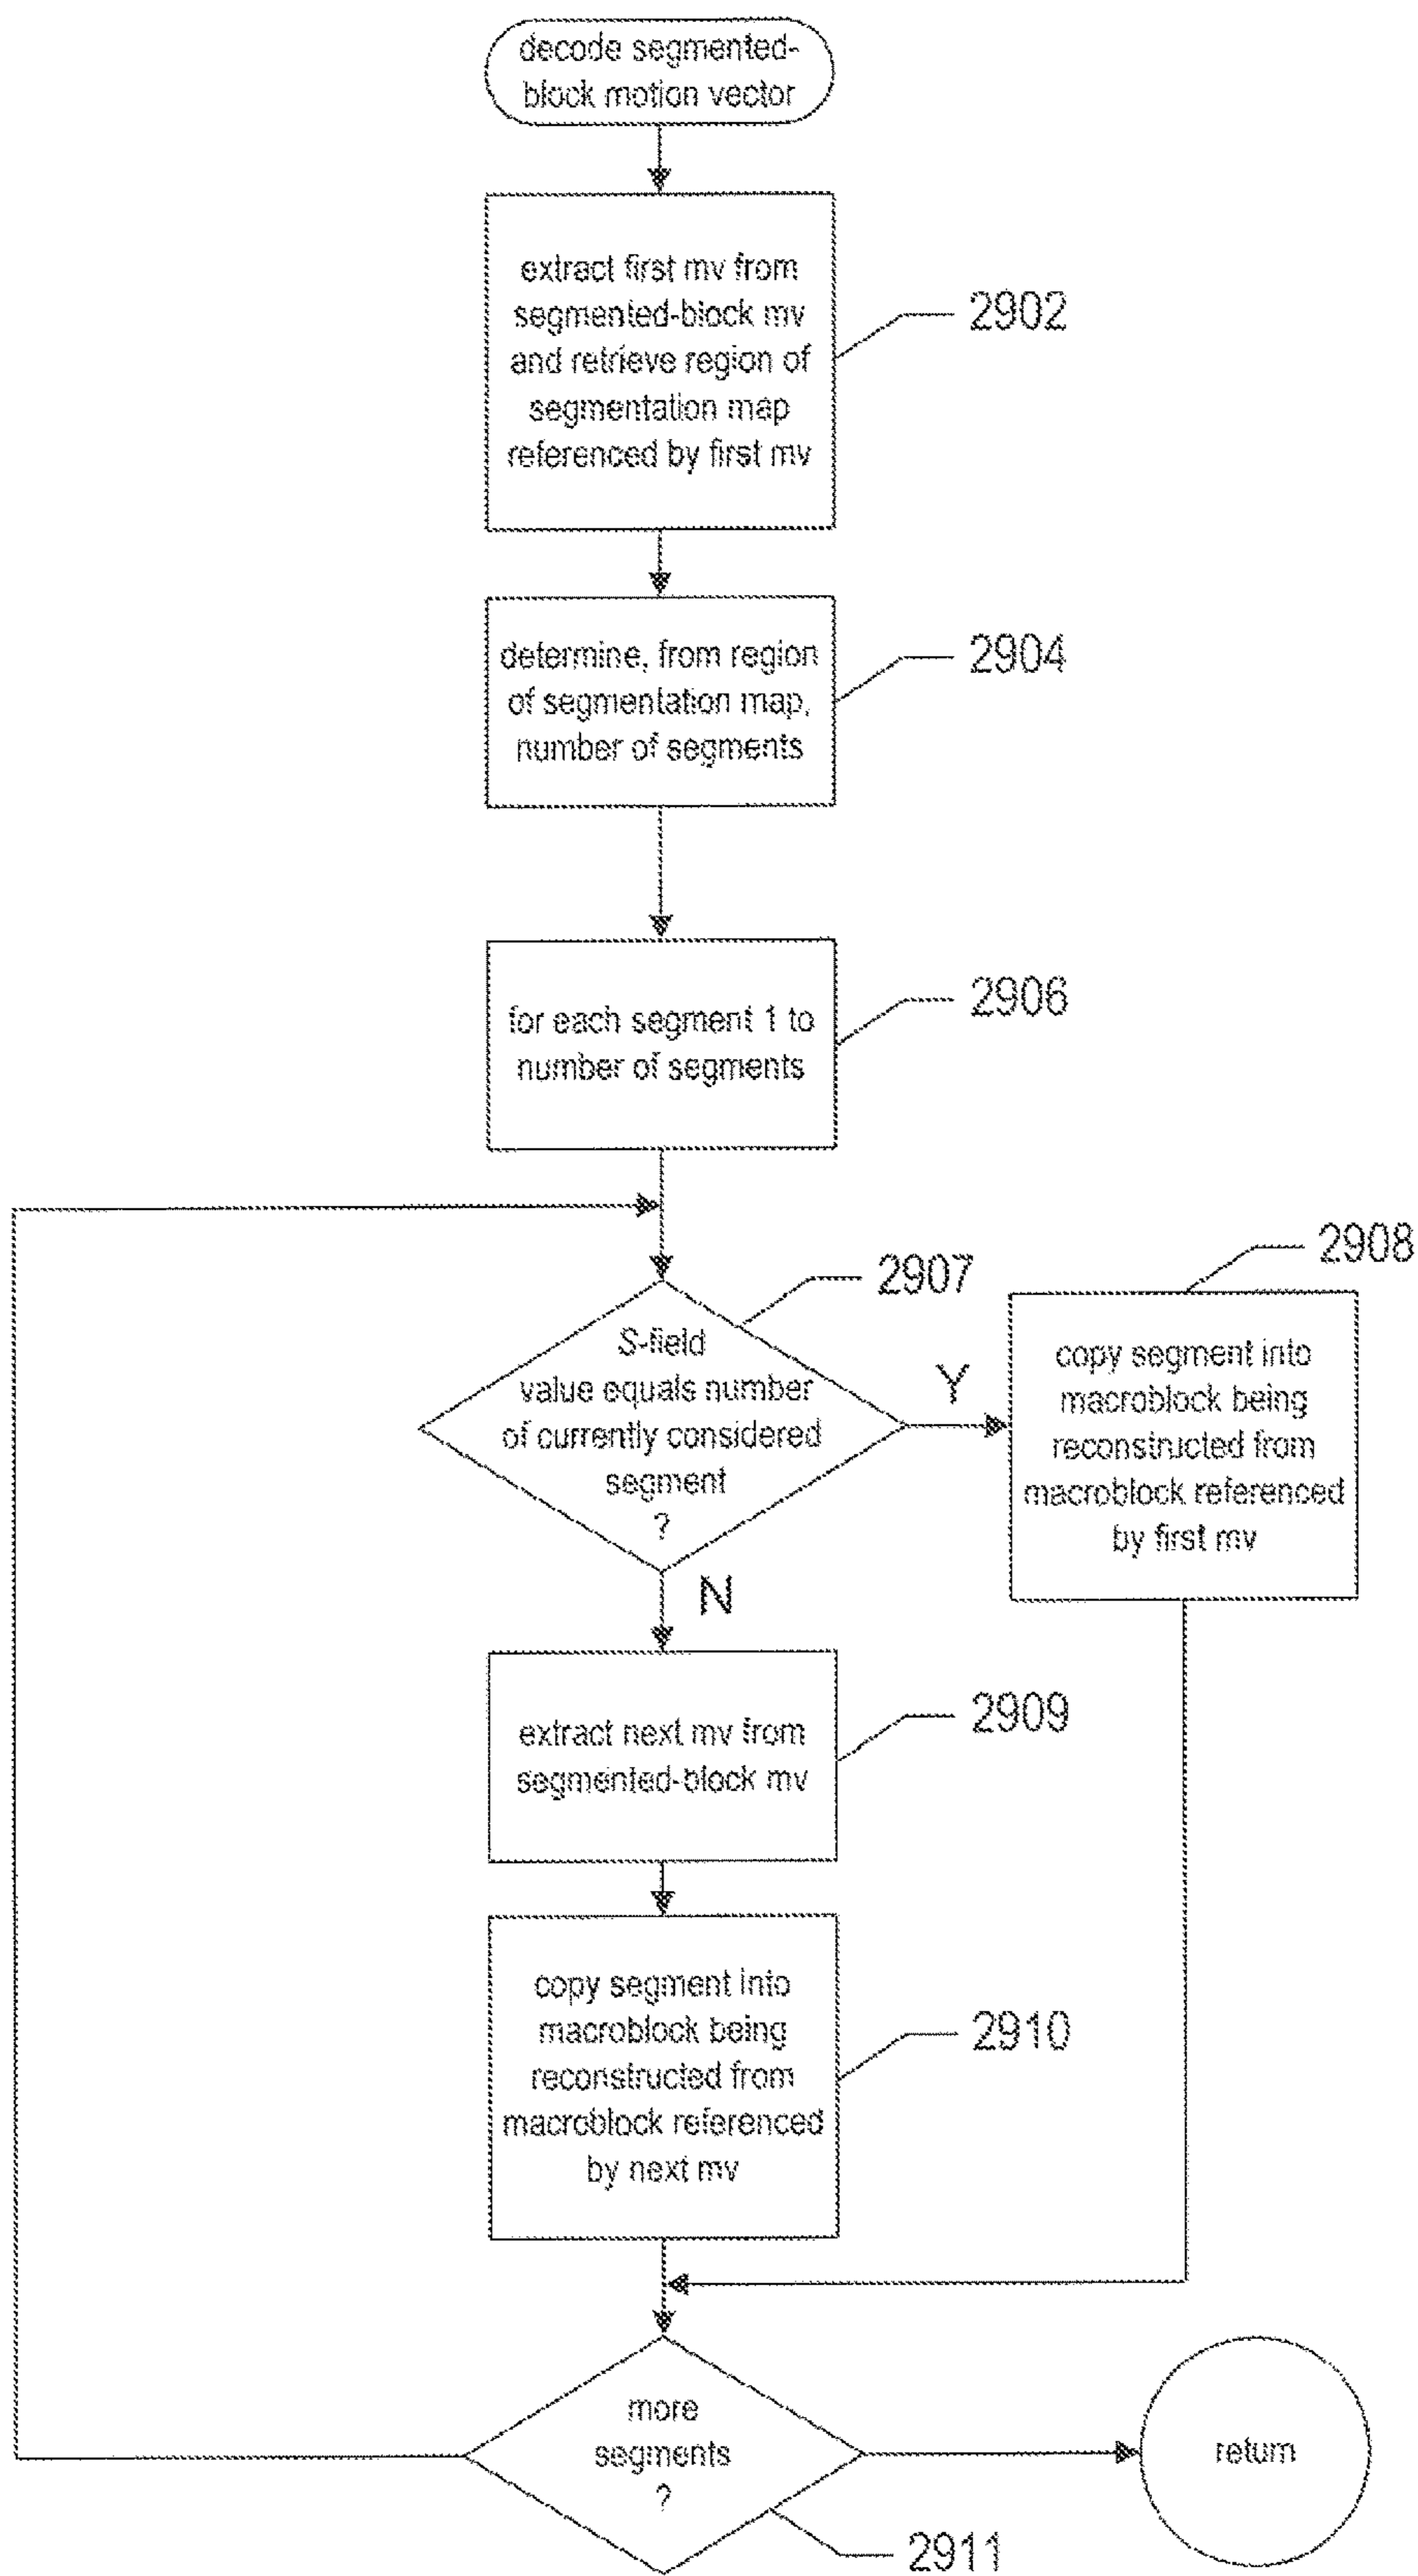 decode segmented-
block motion vector
extract first mv from
segmented-block mv
and retrieve region of
segmentation map
referenced by first mv
2902
determine, from region
of segmentation map,
number of segments
2904
for each segment 1 to
number of segments
2906
2907
S-field
value equals number
of currently considered
segment
?
Y
N
2908
copy segment into
macroblock being
reconstructed from
macroblock referenced
by first mv
extract next mv from
segmented-block mv
2909
copy segment into
macroblock being
reconstructed from
macroblock referenced
by next mv
2910
more
segments
?
2911
return